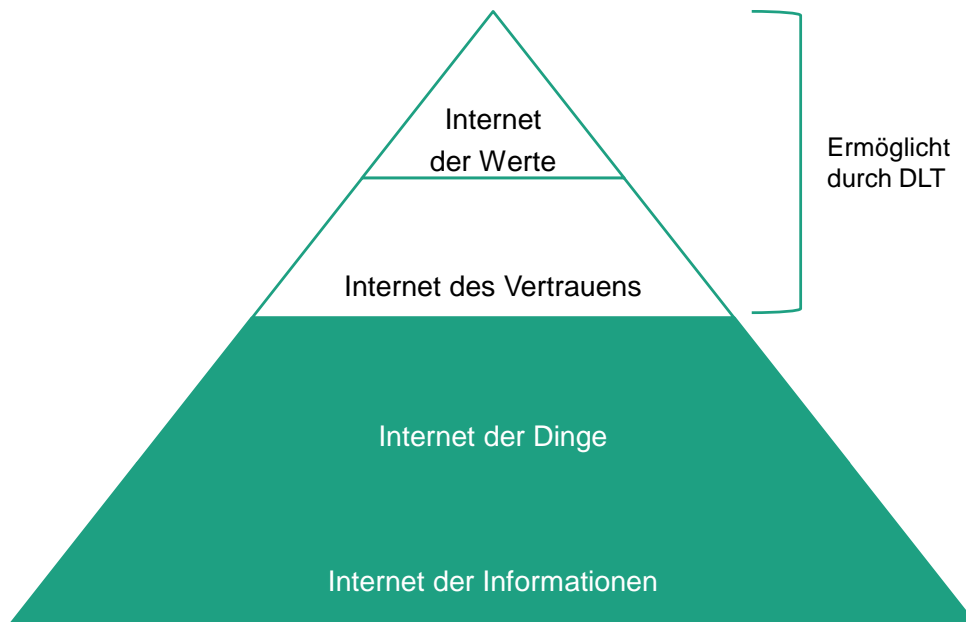 Internet
der Werte
Ermöglicht
durch DLT
Internet des Vertrauens
Internet der Dinge
Internet der Informationen